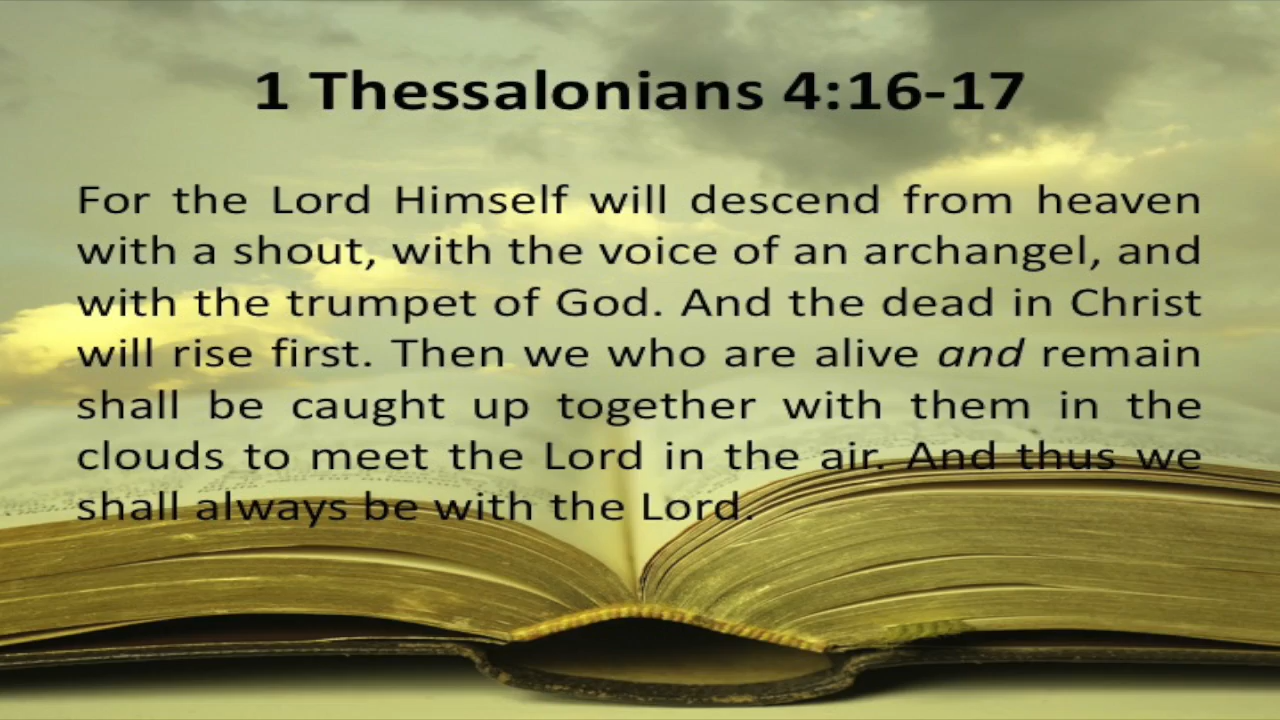 1 Thessalonians 4:16-17
For the Lord Himself will descend from heaven
with a shout, with the voice of an archangel, and
with the trumpet of God. And the dead in Christ
will rise first. Then we who are alive and remain
shall be caught up together with them in the
clouds to meet the Lord in the air. And thus we
shall always be with the Lord.